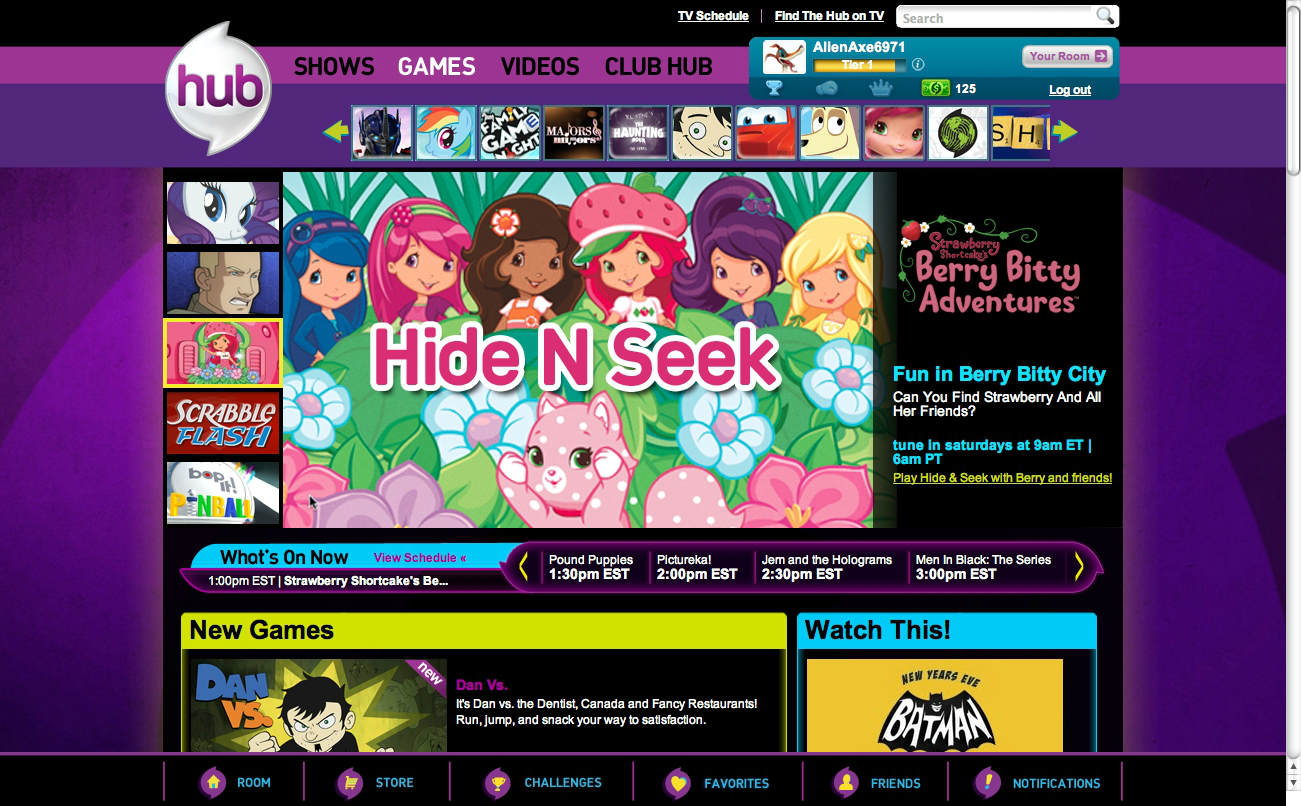 TV Schedule | Find The Hub on TV
Search
hub
SHOWS GAMES VIDEOS CLUB HUB
AllenAxe6971
Tier 1
Your Room
125
Log out
FAMILY GAME NIGHT
MAJORS & minors
R.L. STINE'S THE HAUNTING HOUR
S H
Strawberry Shortcake's
Berry Bitty
Adventures™
Hide N Seek
Fun in Berry Bitty City
Can You Find Strawberry And All
Her Friends?
tune in saturdays at 9am ET |
6am PT
Play Hide & Seek with Berry and friends!
SCRABBLE
FLASH
bop it!
PINBALL
What's On Now
View Schedule «
1:00pm EST | Strawberry Shortcake's Be...
Pound Puppies
1:30pm EST
Pictureka!
2:00pm EST
Jem and the Holograms
2:30pm EST
Men In Black: The Series
3:00pm EST
New Games
new
DAN
VS.
Dan Vs.
It's Dan vs. the Dentist, Canada and Fancy Restaurants!
Run, jump, and snack your way to satisfaction.
Watch This!
NEW YEARS EVE
BATMAN
ROOM
STORE
CHALLENGES
FAVORITES
FRIENDS
NOTIFICATIONS